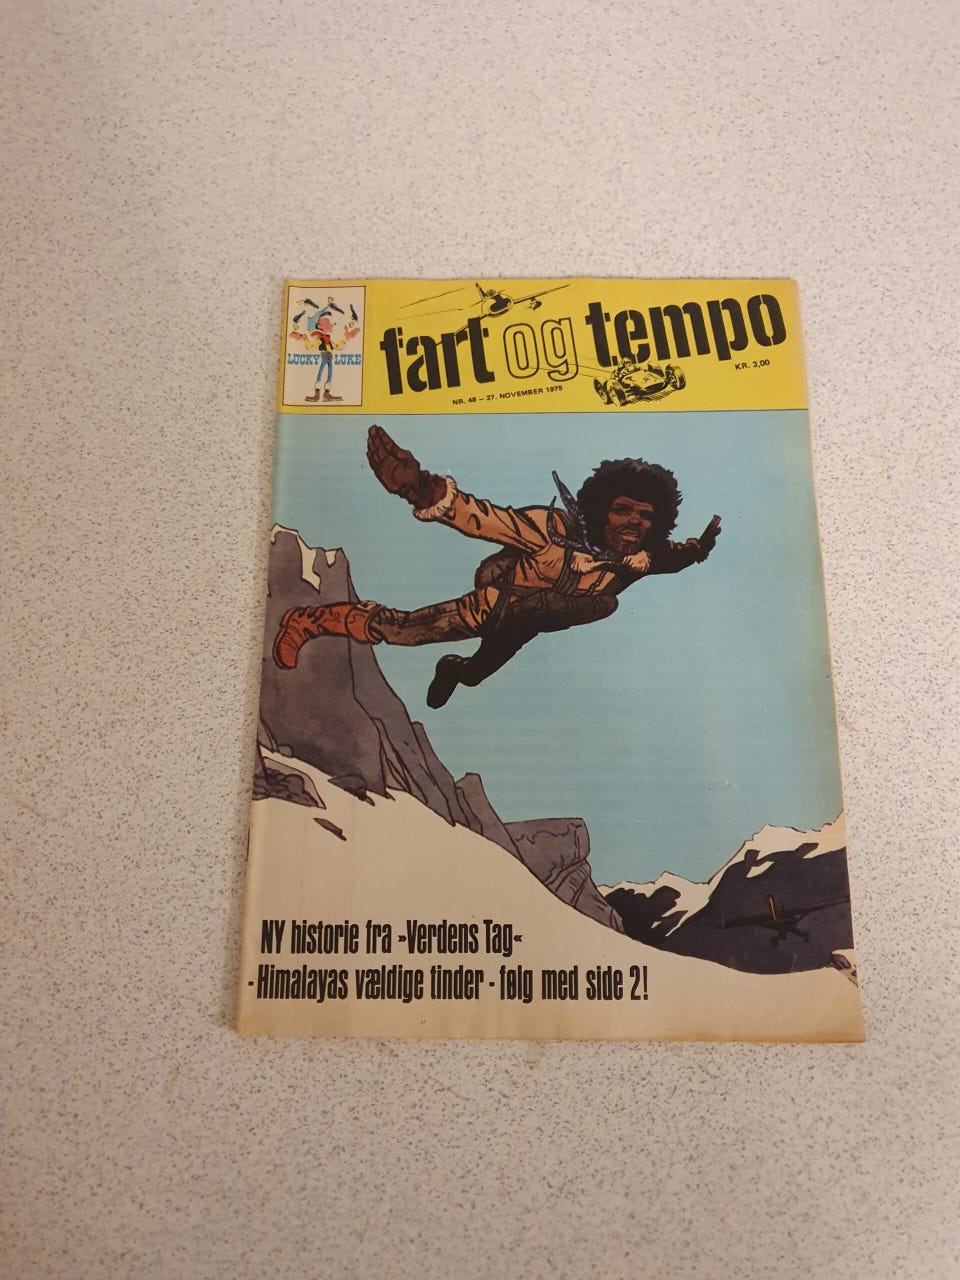 LUCKY LUKE
fart og tempo
KR. 3,00
NR. 48 – 27. NOVEMBER 1975
NY historie fra »Verdens Tag«
- Himalayas vældige tinder - følg med side 2!